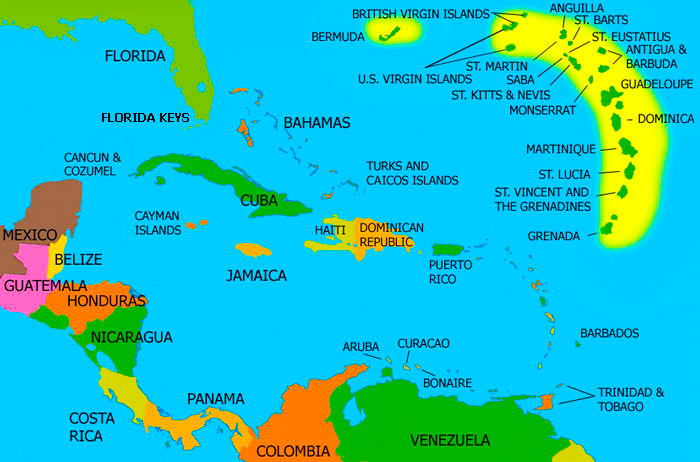 BRITISH VIRGIN ISLANDS
ANGUILLA
ST. BARTS
BERMUDA
ST. EUSTATIUS
FLORIDA
ANTIGUA &
BARBUDA
ST. MARTIN
U.S. VIRGIN ISLANDS
SABA
GUADELOUPE
ST. KITTS & NEVIS
MONSERRAT
FLORIDA KEYS
BAHAMAS
DOMINICA
MARTINIQUE
CANCUN &
COZUMEL
TURKS AND
CAICOS ISLANDS
ST. LUCIA
CUBA
ST. VINCENT AND
THE GRENADINES
CAYMAN
ISLANDS
HAITI
DOMINICAN
REPUBLIC
MEXICO
GRENADA
BELIZE
JAMAICA
PUERTO
RICO
GUATEMALA
HONDURAS
NICARAGUA
BARBADOS
ARUBA
CURACAO
BONAIRE
PANAMA
TRINIDAD &
TOBAGO
COSTA
RICA
COLOMBIA
VENEZUELA